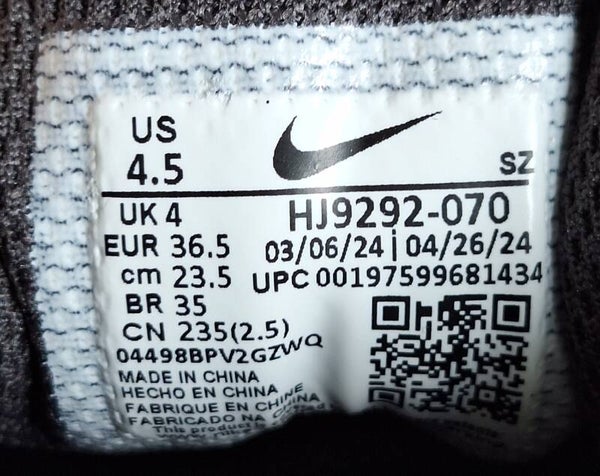 US
4.5
SZ
UK 4
HJ9292-070
EUR 36.5
03/06/24 | 04/26/24
cm 23.5
UPC 00197599681434
BR 35
CN 235(2.5)
04498BPV2GZWQ
MADE IN CHINA
HECHO EN CHINA
FABRIQUE EN CHINE
FABRICADO NA
This product